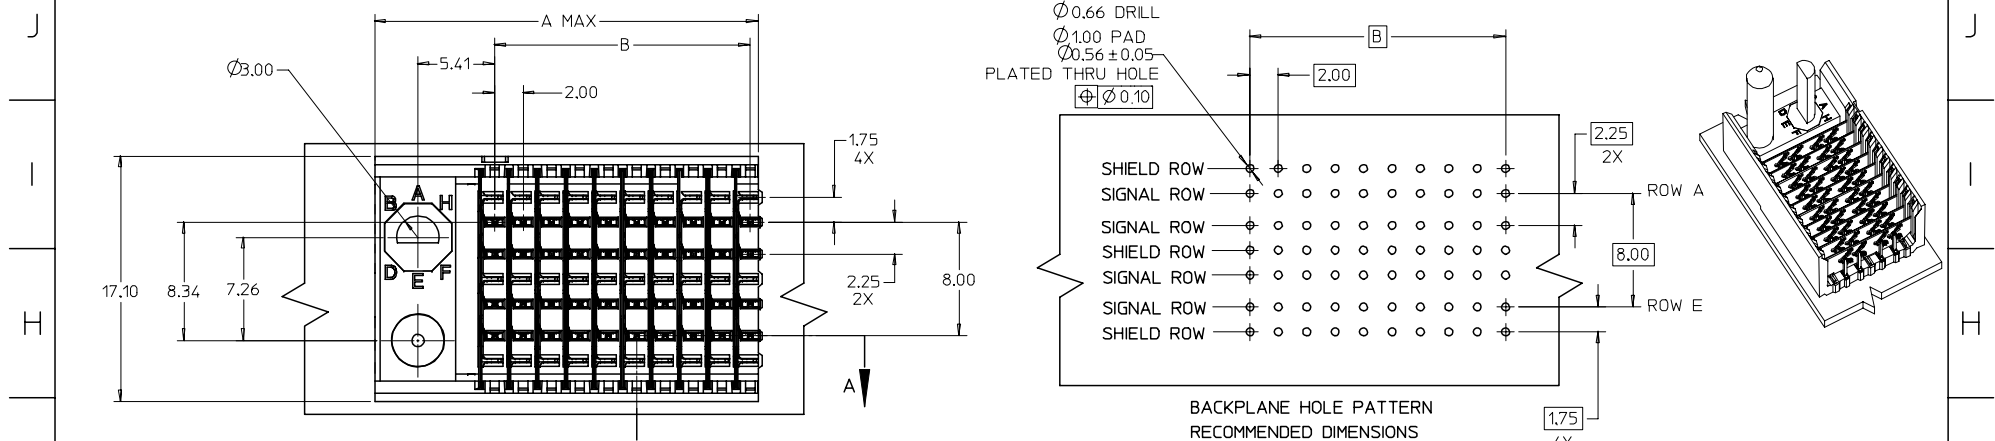 J
I
H
A MAX
B
5.41
Ø3.00
2.00
1.75
4X
B A H
D E F
17.10
8.34
7.26
2.25
2X
8.00
A
Ø0.66 DRILL
Ø1.00 PAD
Ø0.56 ±0.05
PLATED THRU HOLE
⌖ Ø 0.10
B
2.00
SHIELD ROW
SIGNAL ROW
SIGNAL ROW
SHIELD ROW
SIGNAL ROW
SIGNAL ROW
SHIELD ROW
2.25
2X
ROW A
8.00
ROW E
1.75
BACKPLANE HOLE PATTERN
RECOMMENDED DIMENSIONS
A
H
D
E
F
J
I
H